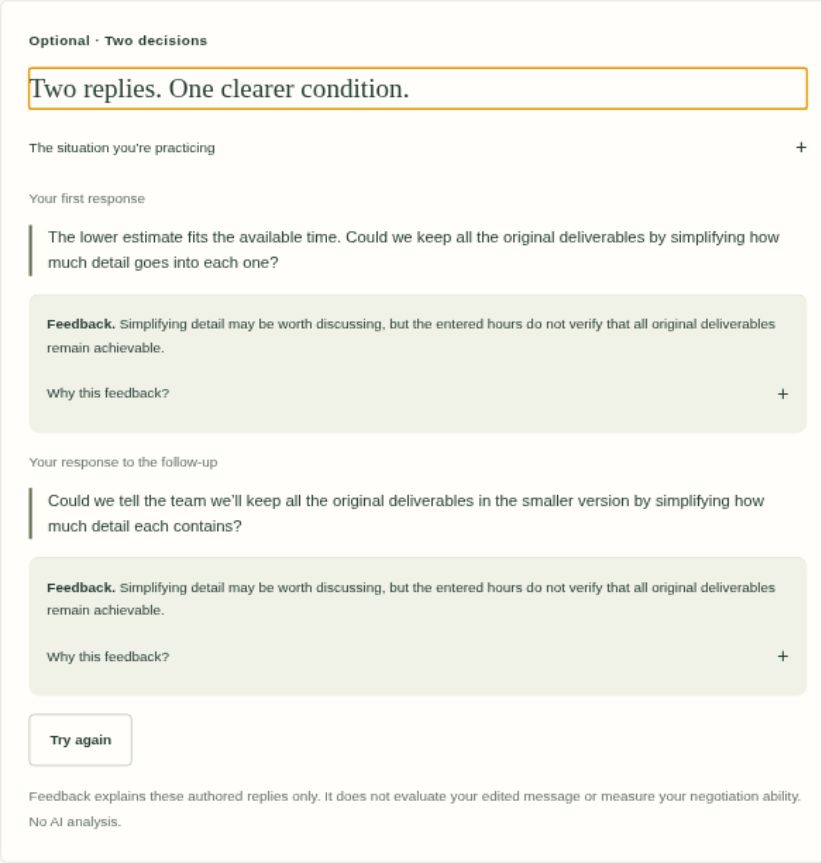 Optional · Two decisions
Two replies. One clearer condition.
The situation you're practicing +
Your first response
The lower estimate fits the available time. Could we keep all the original deliverables by simplifying how
much detail goes into each one?
Feedback. Simplifying detail may be worth discussing, but the entered hours do not verify that all original deliverables
remain achievable.
Why this feedback? +
Your response to the follow-up
Could we tell the team we’ll keep all the original deliverables in the smaller version by simplifying how
much detail each contains?
Feedback. Simplifying detail may be worth discussing, but the entered hours do not verify that all original deliverables
remain achievable.
Why this feedback? +
Try again
Feedback explains these authored replies only. It does not evaluate your edited message or measure your negotiation ability.
No AI analysis.